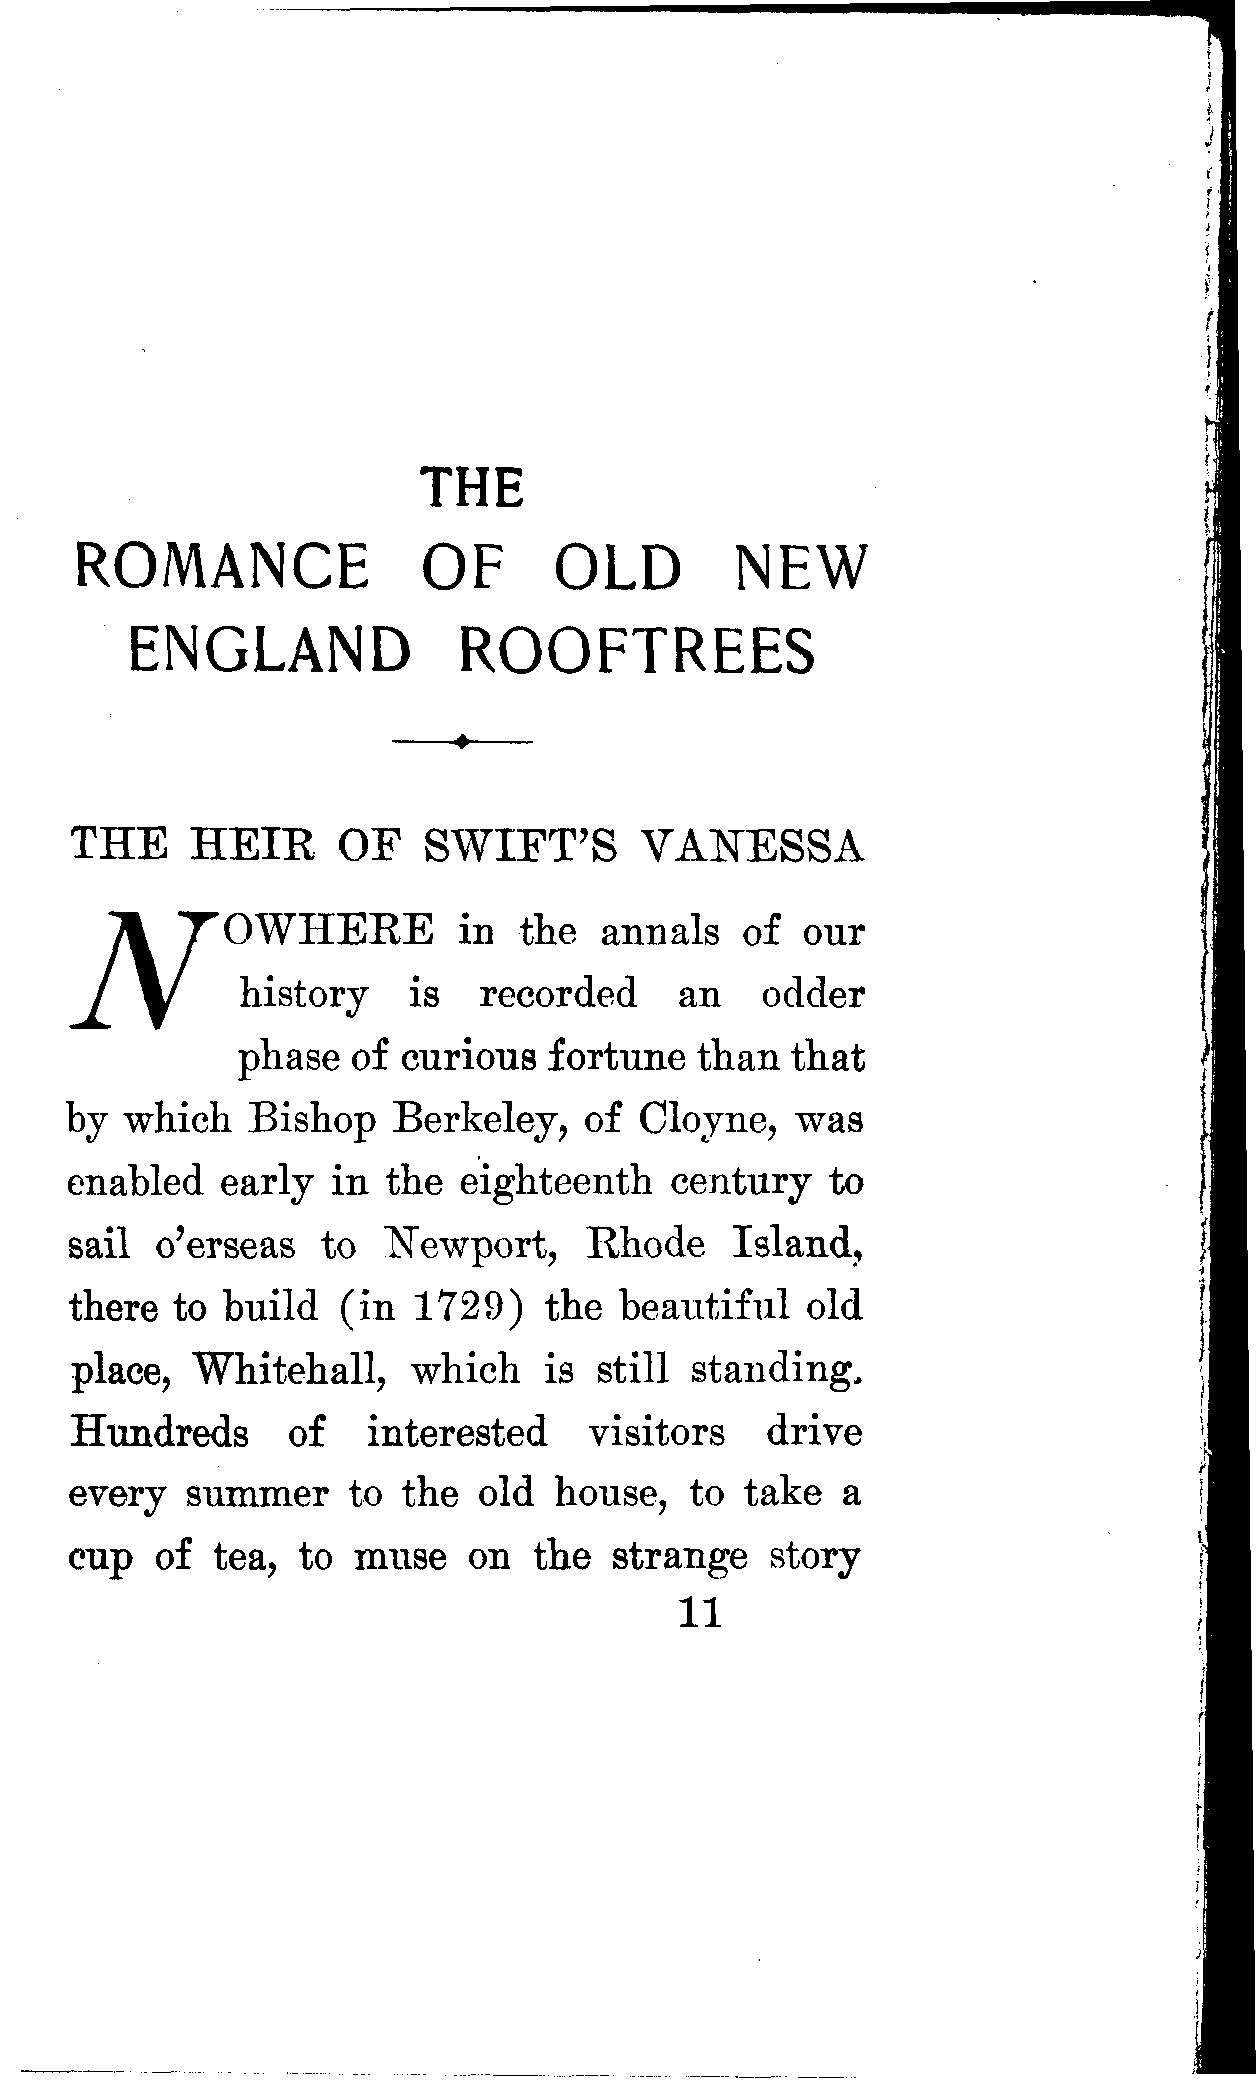 THE
ROMANCE OF OLD NEW
ENGLAND ROOFTREES
THE HEIR OF SWIFT'S VANESSA
NOWHERE in the annals of our
history is recorded an odder
phase of curious fortune than that
by which Bishop Berkeley, of Cloyne, was
enabled early in the eighteenth century to
sail o'erseas to Newport, Rhode Island,
there to build (in 1729) the beautiful old
place, Whitehall, which is still standing.
Hundreds of interested visitors drive
every summer to the old house, to take a
cup of tea, to muse on the strange story
11